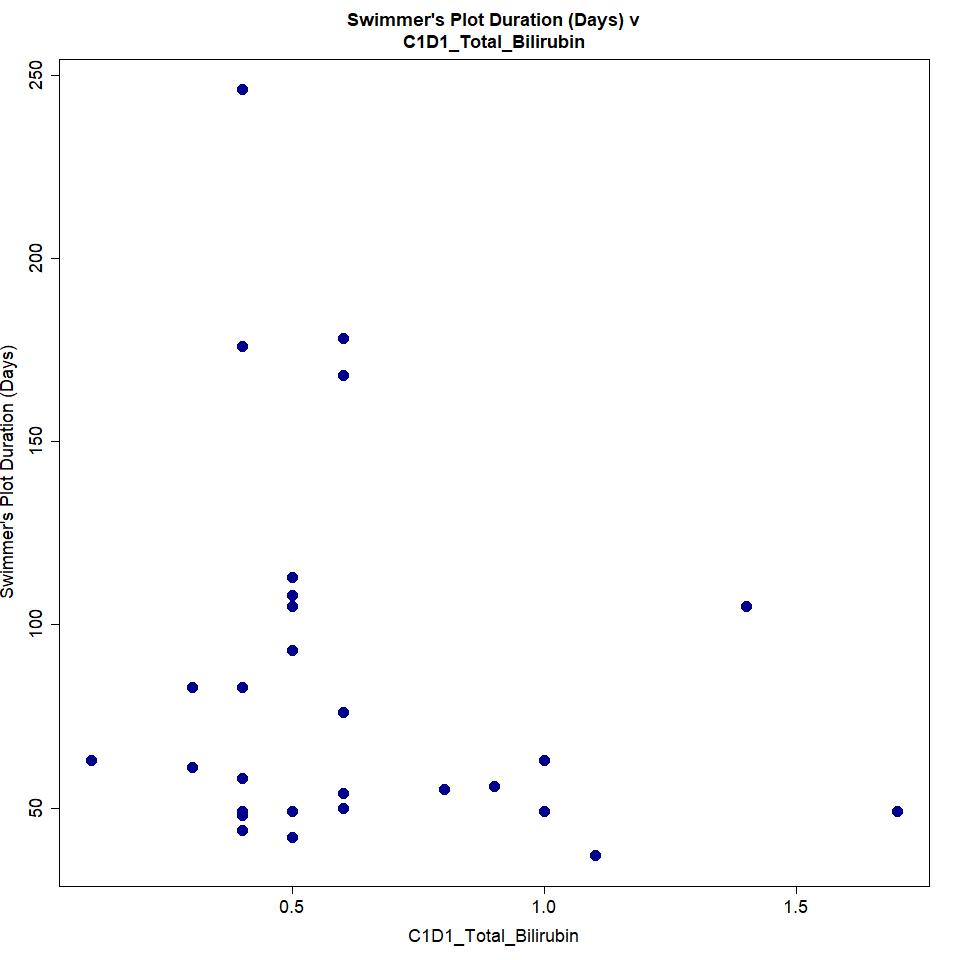 Swimmer's Plot Duration (Days) v
C1D1_Total_Bilirubin
250
200
150
100
50
Swimmer's Plot Duration (Days)
0.5
1.0
1.5
C1D1_Total_Bilirubin